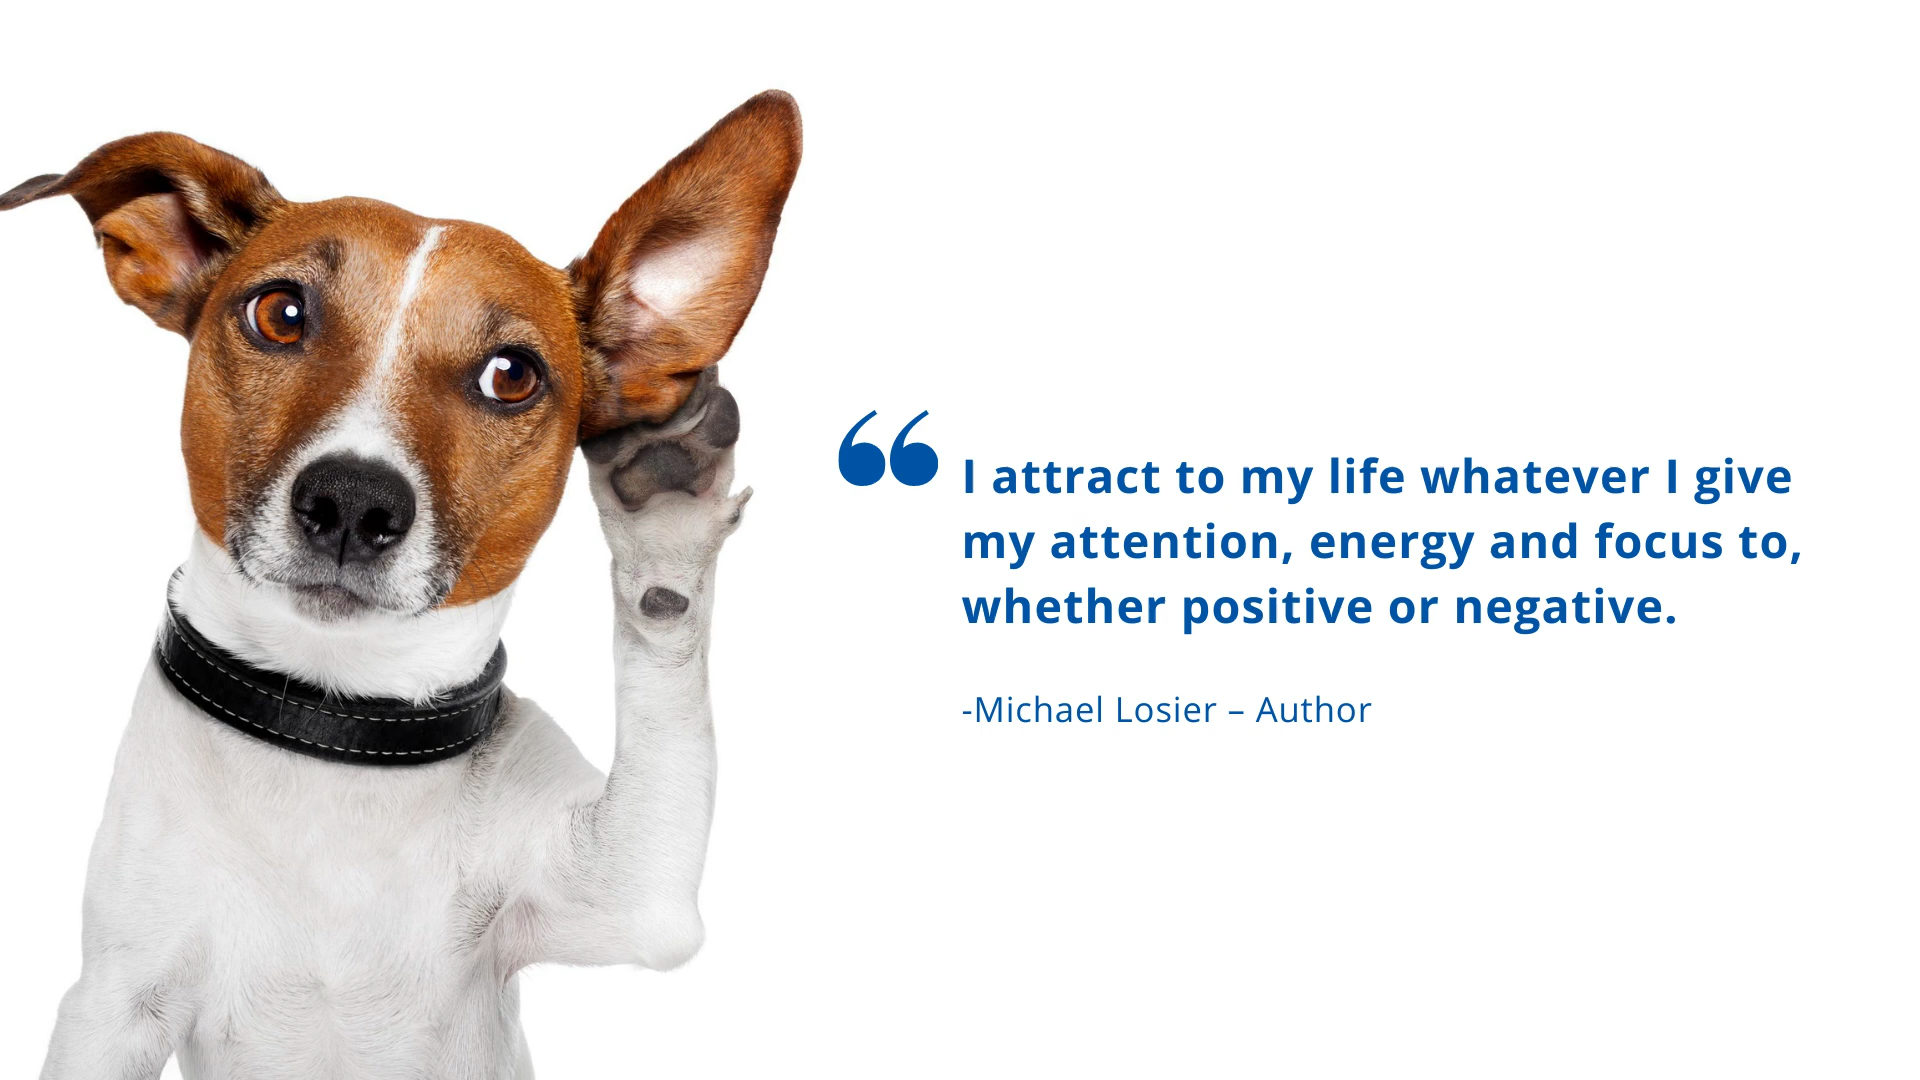 “I attract to my life whatever I give
my attention, energy and focus to,
whether positive or negative.
-Michael Losier – Author